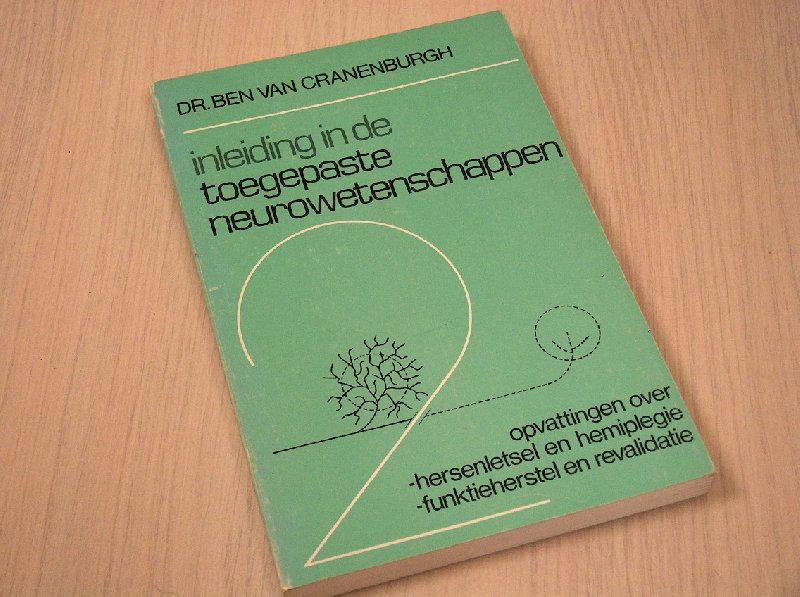 DR. BEN VAN CRANENBURGH
inleiding in de
toegepaste
neurowetenschappen
2
opvattingen over
-hersenletsel en hemiplegie
-funktieherstel en revalidatie